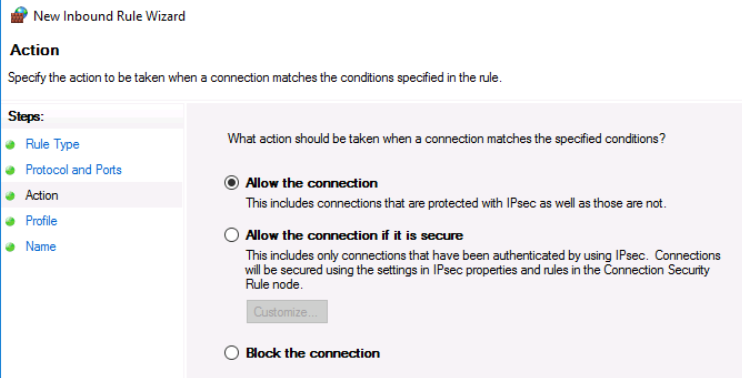 New Inbound Rule Wizard
Action
Specify the action to be taken when a connection matches the conditions specified in the rule.
Steps:
Rule Type
Protocol and Ports
Action
Profile
Name
What action should be taken when a connection matches the specified conditions?
Allow the connection
This includes connections that are protected with IPsec as well as those are not.
Allow the connection if it is secure
This includes only connections that have been authenticated by using IPsec. Connections
will be secured using the settings in IPsec properties and rules in the Connection Security
Rule node.
Customize...
Block the connection